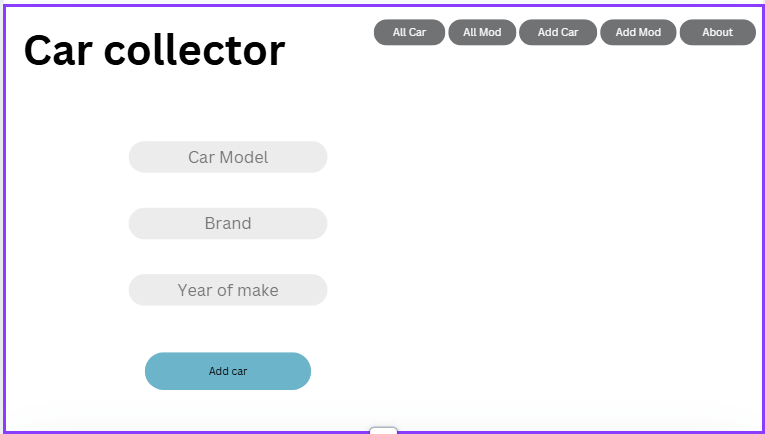 Car collector
All Car
All Mod
Add Car
Add Mod
About
Car Model
Brand
Year of make
Add car